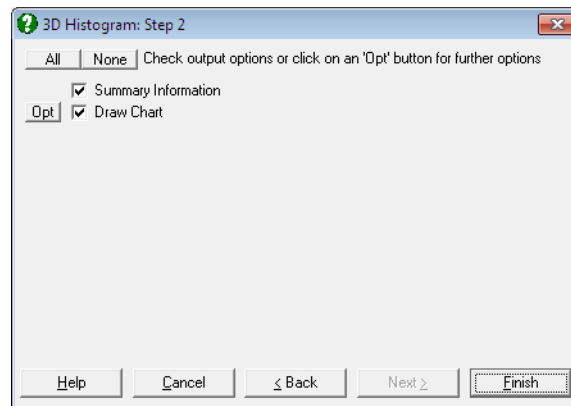 3D Histogram: Step 2
All None Check output options or click on an 'Opt' button for further options
Summary Information
Opt Draw Chart
Help Cancel < Back Next > Finish